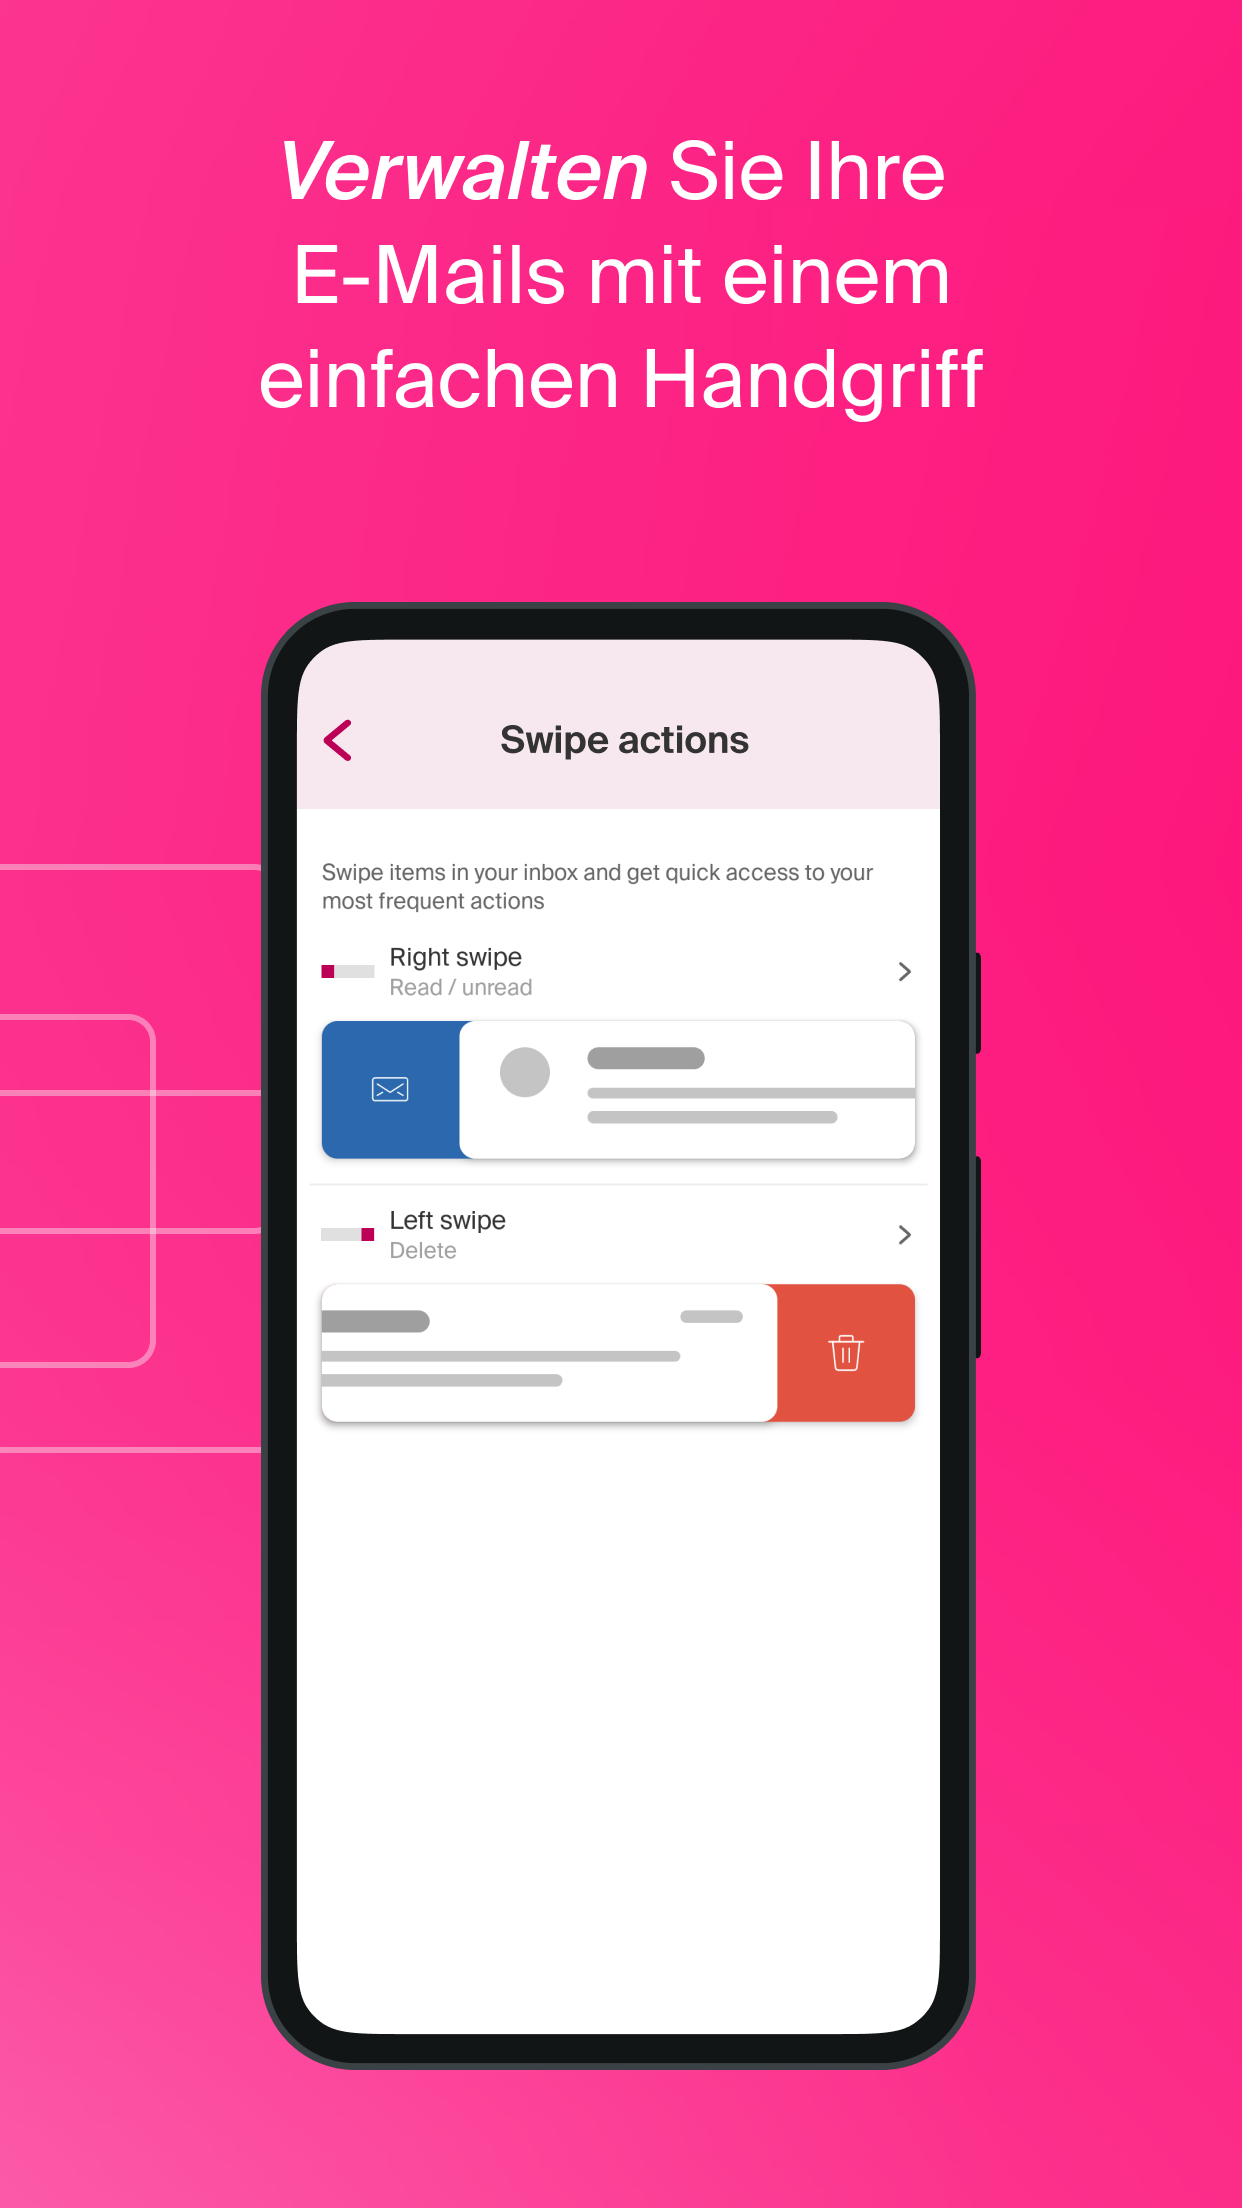 Verwalten Sie Ihre
E-Mails mit einem
einfachen Handgriff
Swipe actions
Swipe items in your inbox and get quick access to your
most frequent actions
Right swipe
Read / unread
Left swipe
Delete